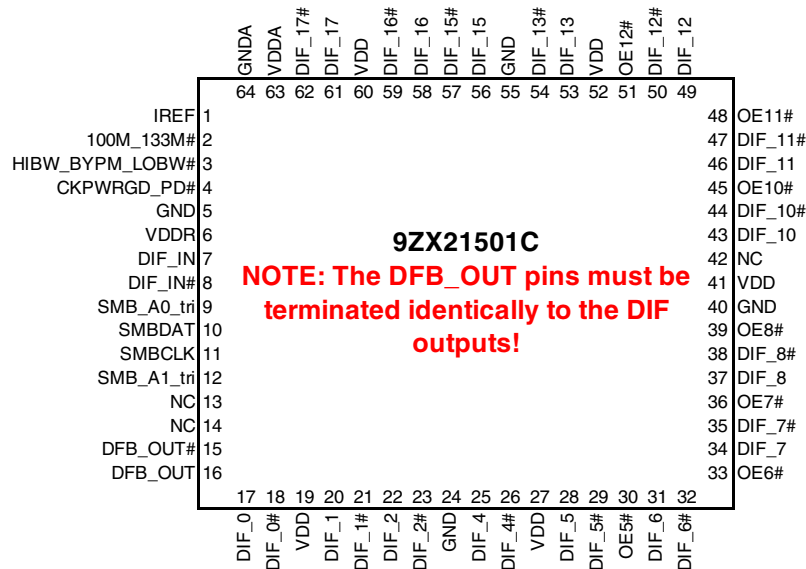 GNDA VDDA DIF_17# DIF_17 VDD DIF_16# DIF_16 DIF_15# DIF_15 GND DIF_13# DIF_13 VDD OE12# DIF_12# DIF_12
64 63 62 61 60 59 58 57 56 55 54 53 52 51 50 49
IREF 1
100M_133M# 2
HIBW_BYPM_LOBW# 3
CKPWRGD_PD# 4
GND 5
VDDR 6
DIF_IN 7
DIF_IN# 8
SMB_A0_tri 9
SMBDAT 10
SMBCLK 11
SMB_A1_tri 12
NC 13
NC 14
DFB_OUT# 15
DFB_OUT 16
9ZX21501C
NOTE: The DFB_OUT pins must be
terminated identically to the DIF
outputs!
48 OE11#
47 DIF_11#
46 DIF_11
45 OE10#
44 DIF_10#
43 DIF_10
42 NC
41 VDD
40 GND
39 OE8#
38 DIF_8#
37 DIF_8
36 OE7#
35 DIF_7#
34 DIF_7
33 OE6#
17 18 19 20 21 22 23 24 25 26 27 28 29 30 31 32
DIF_0 DIF_0# VDD DIF_1 DIF_1# DIF_2 DIF_2# GND DIF_4 DIF_4# VDD DIF_5 DIF_5# OE5# DIF_6 DIF_6#